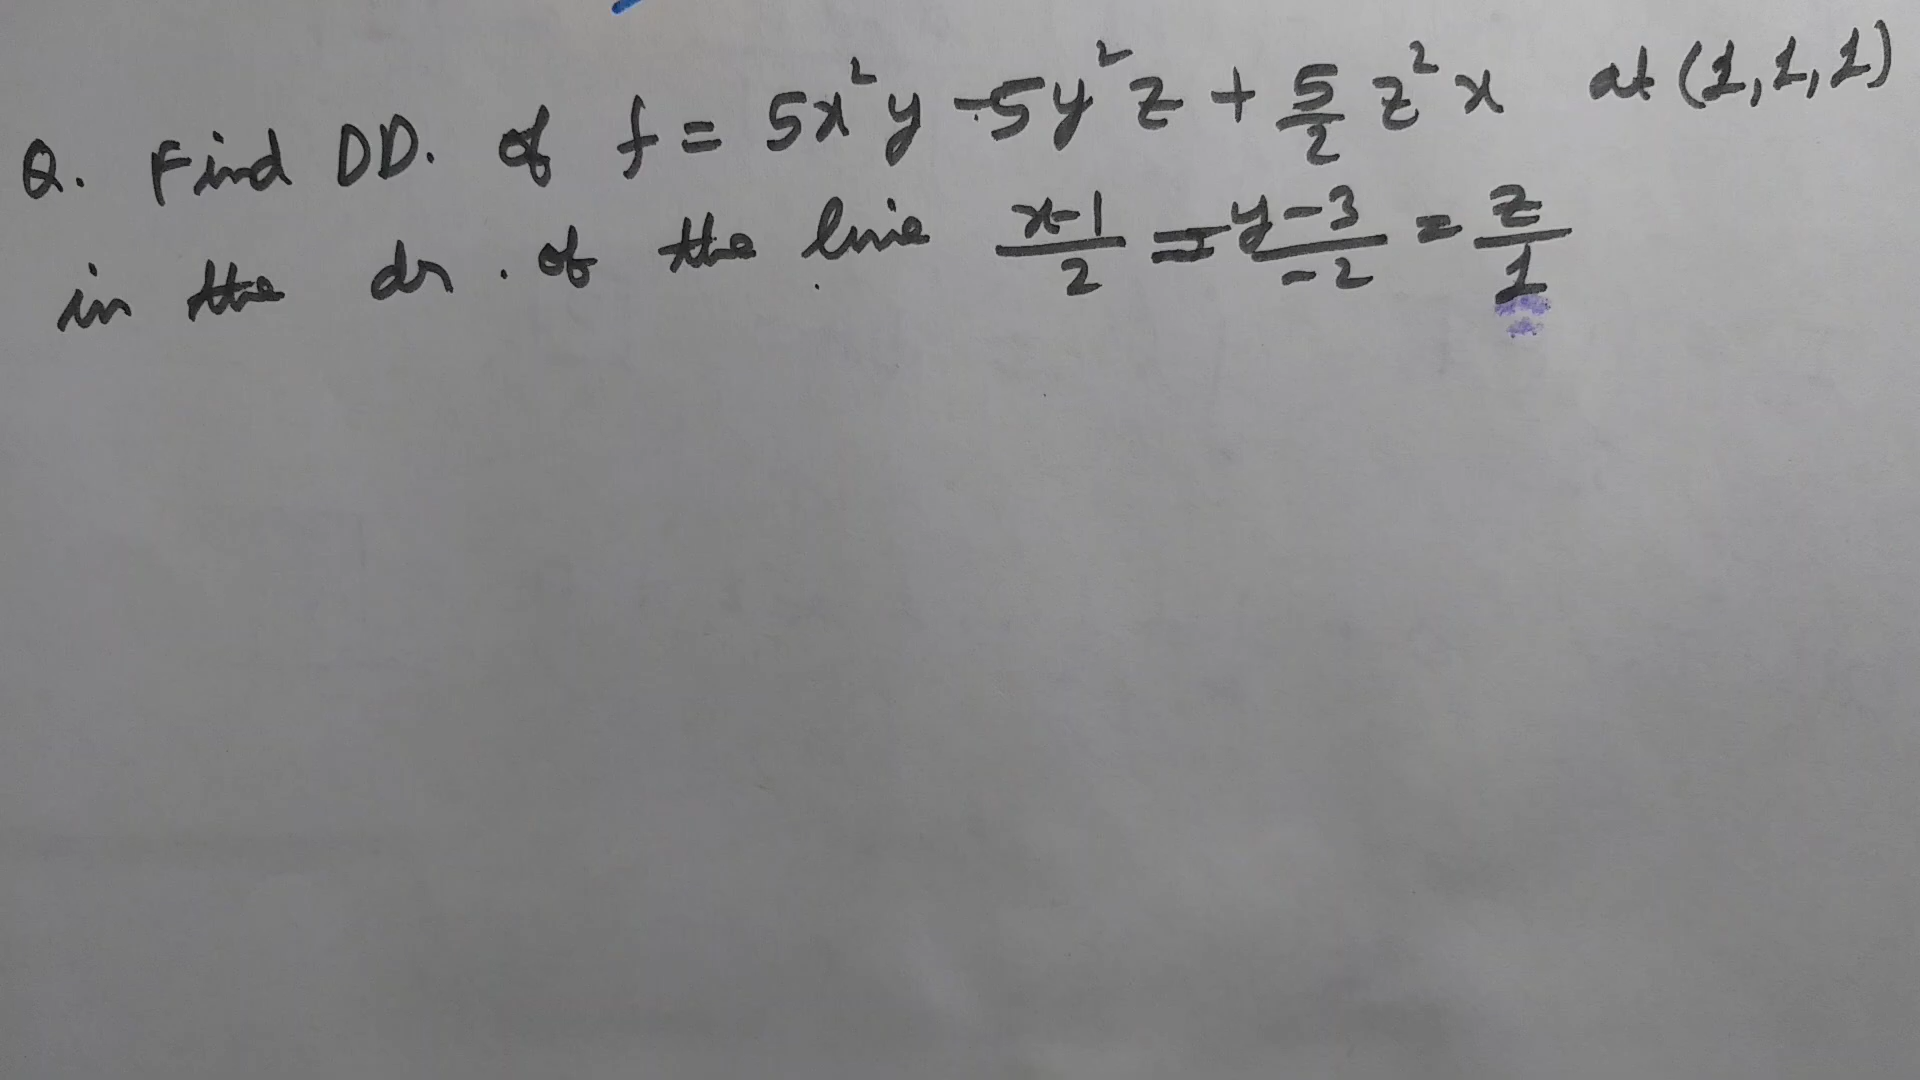 Q. Find DD. of f = 5x²y - 5y²z + 5/2 z²x at (1,1,1)
in the dr. of the line x-1/2 = y-3/-2 = z/1